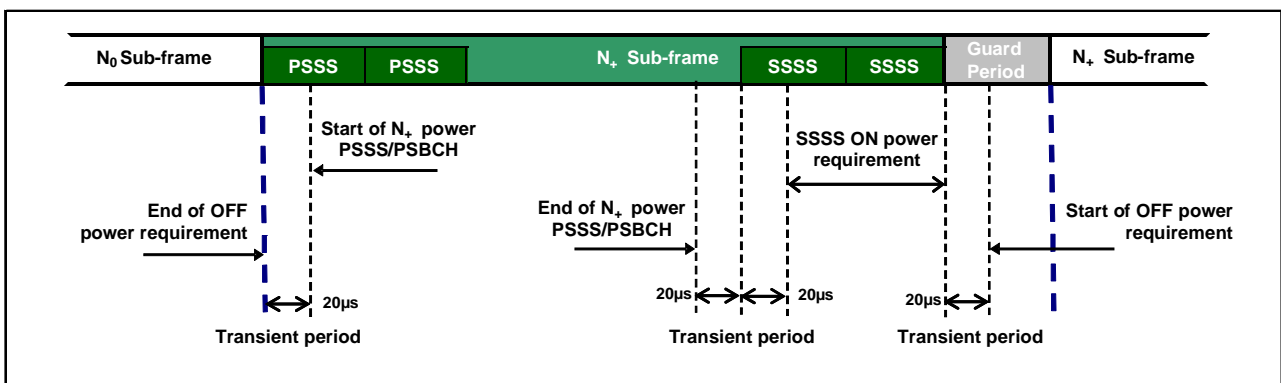 N₀ Sub-frame
PSSS
PSSS
N₊ Sub-frame
SSSS
SSSS
Guard
Period
N₊ Sub-frame
Start of N₊ power
PSSS/PSBCH
SSSS ON power
requirement
End of OFF
power requirement
End of N₊ power
PSSS/PSBCH
Start of OFF power
requirement
20µs
20µs
20µs
20µs
Transient period
Transient period
Transient period